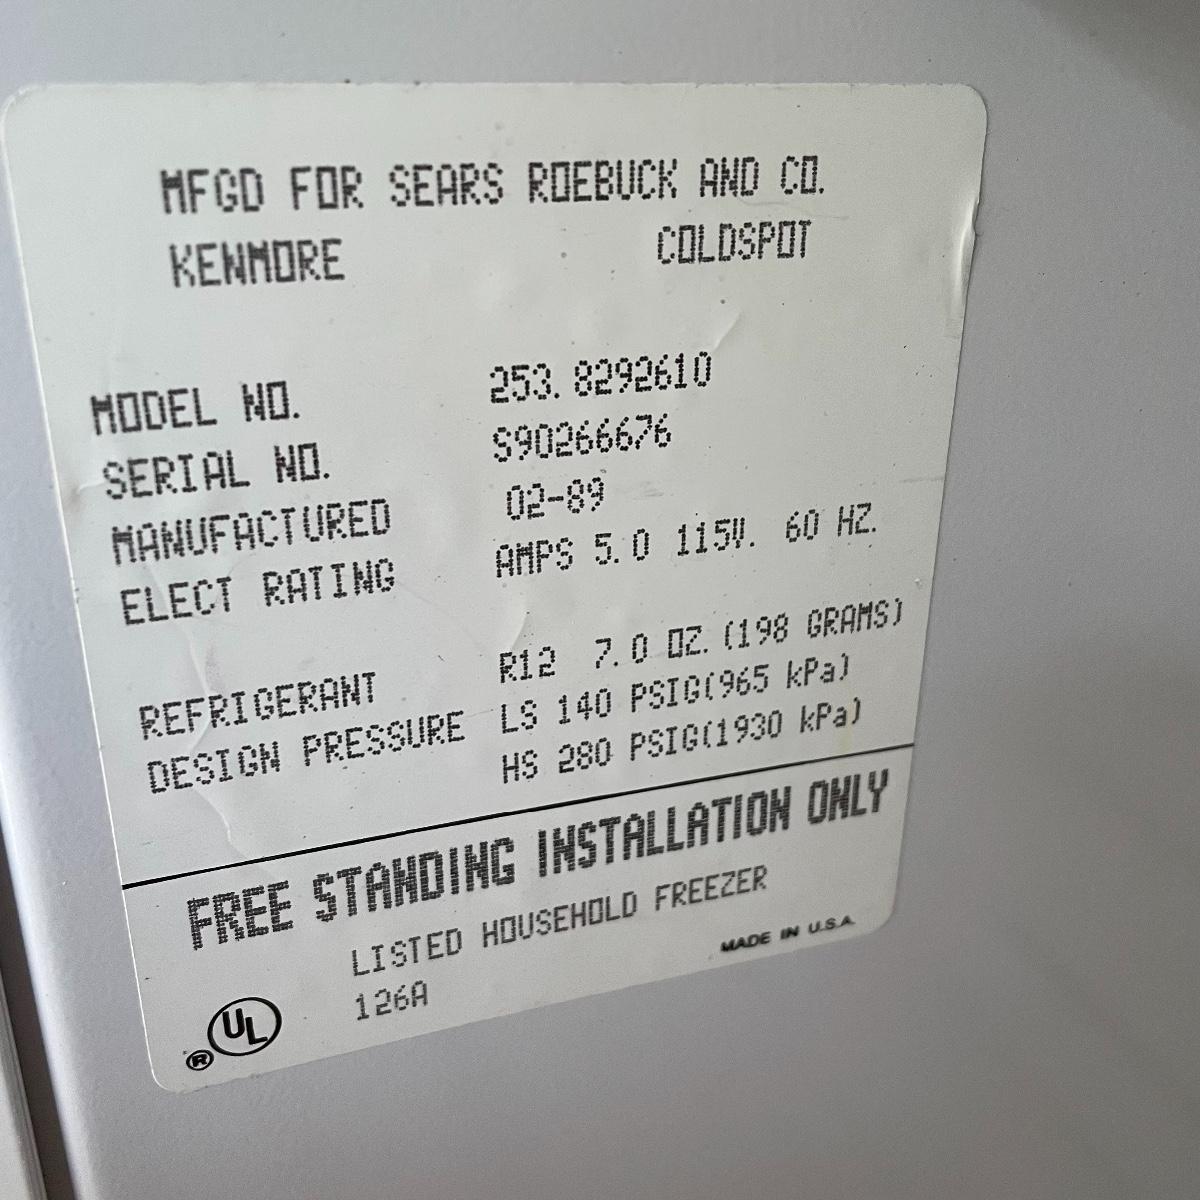 MFGD FOR SEARS ROEBUCK AND CO.
KENMORE COLDSPOT
MODEL NO. 253.8292610
SERIAL NO. S90266676
MANUFACTURED 02-89
ELECT RATING AMPS 5.0 115V. 60 HZ.
REFRIGERANT R12 7.0 OZ.(198 GRAMS)
DESIGN PRESSURE LS 140 PSIG(965 kPa)
HS 280 PSIG(1930 kPa)
FREE STANDING INSTALLATION ONLY
LISTED HOUSEHOLD FREEZER
126A
MADE IN U.S.A.
UL
®